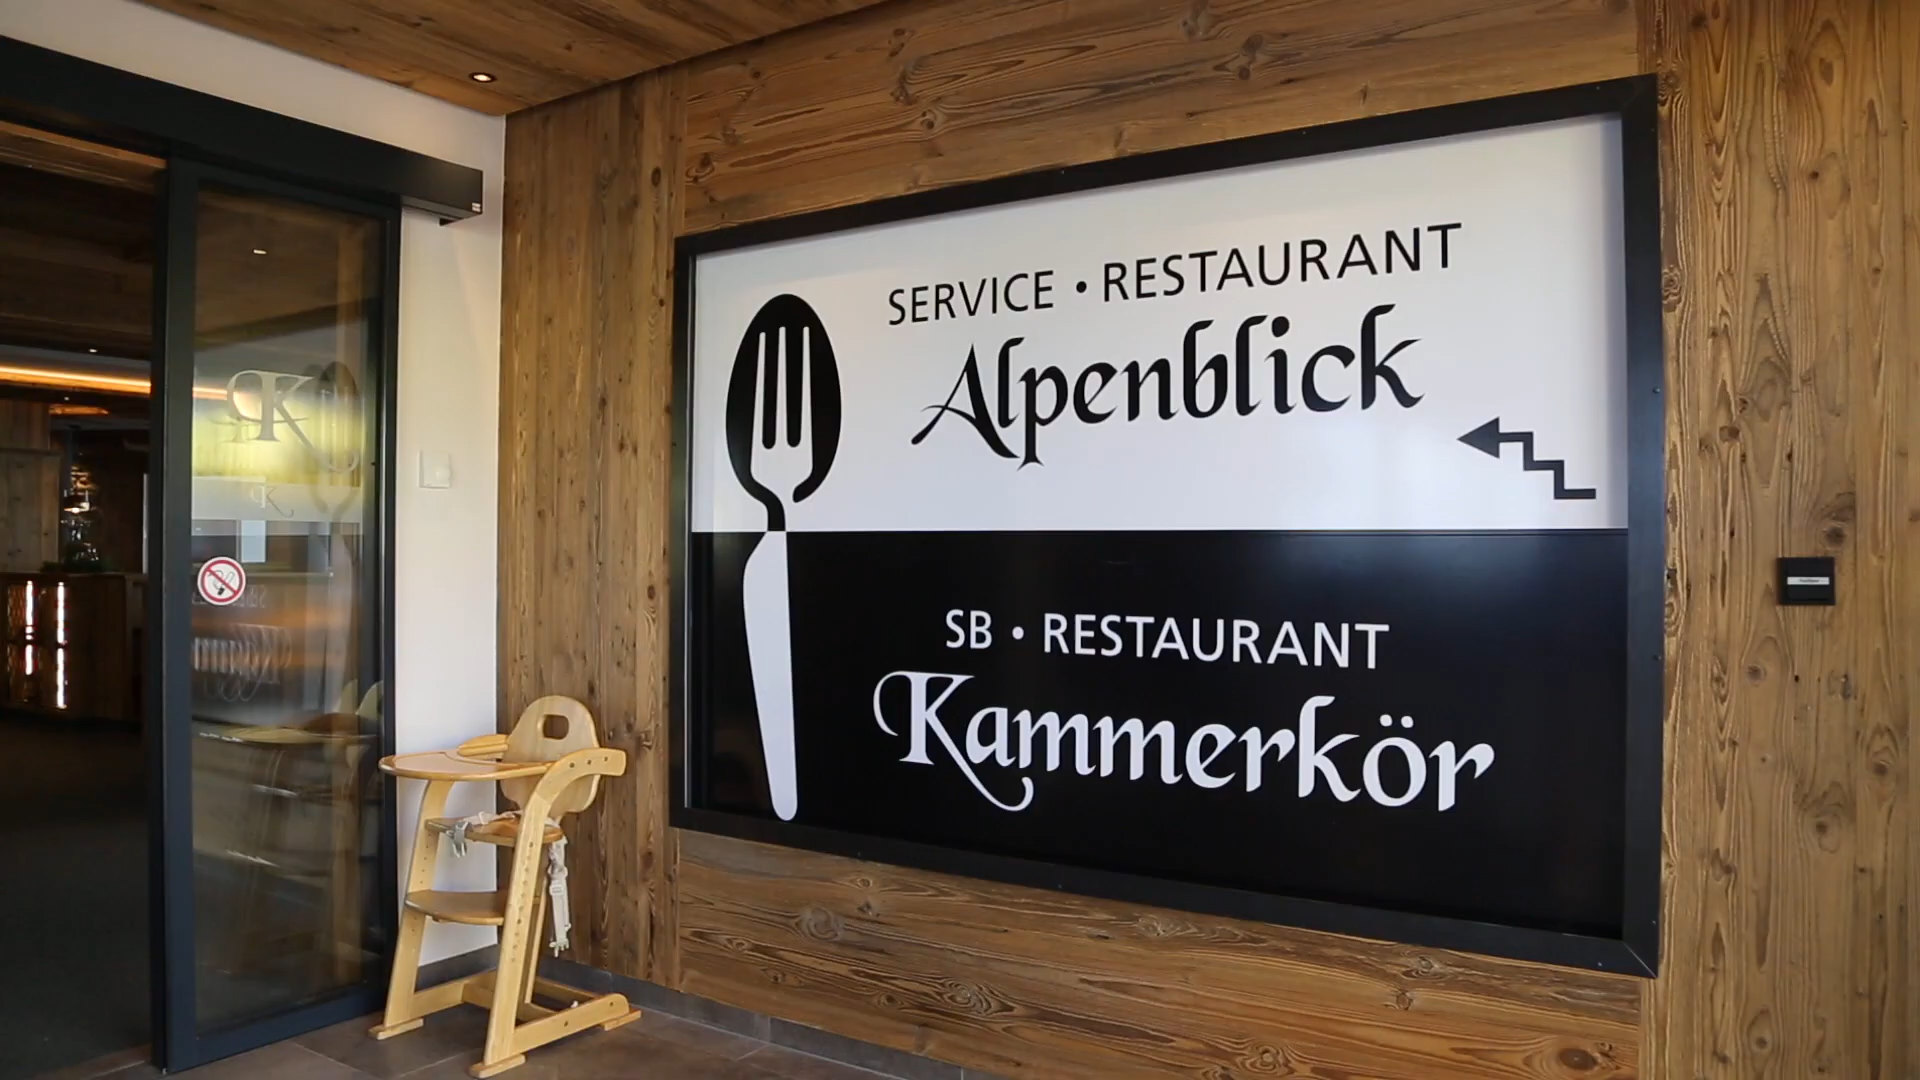 SERVICE • RESTAURANT
Alpenblick
SB • RESTAURANT
Kammerkör